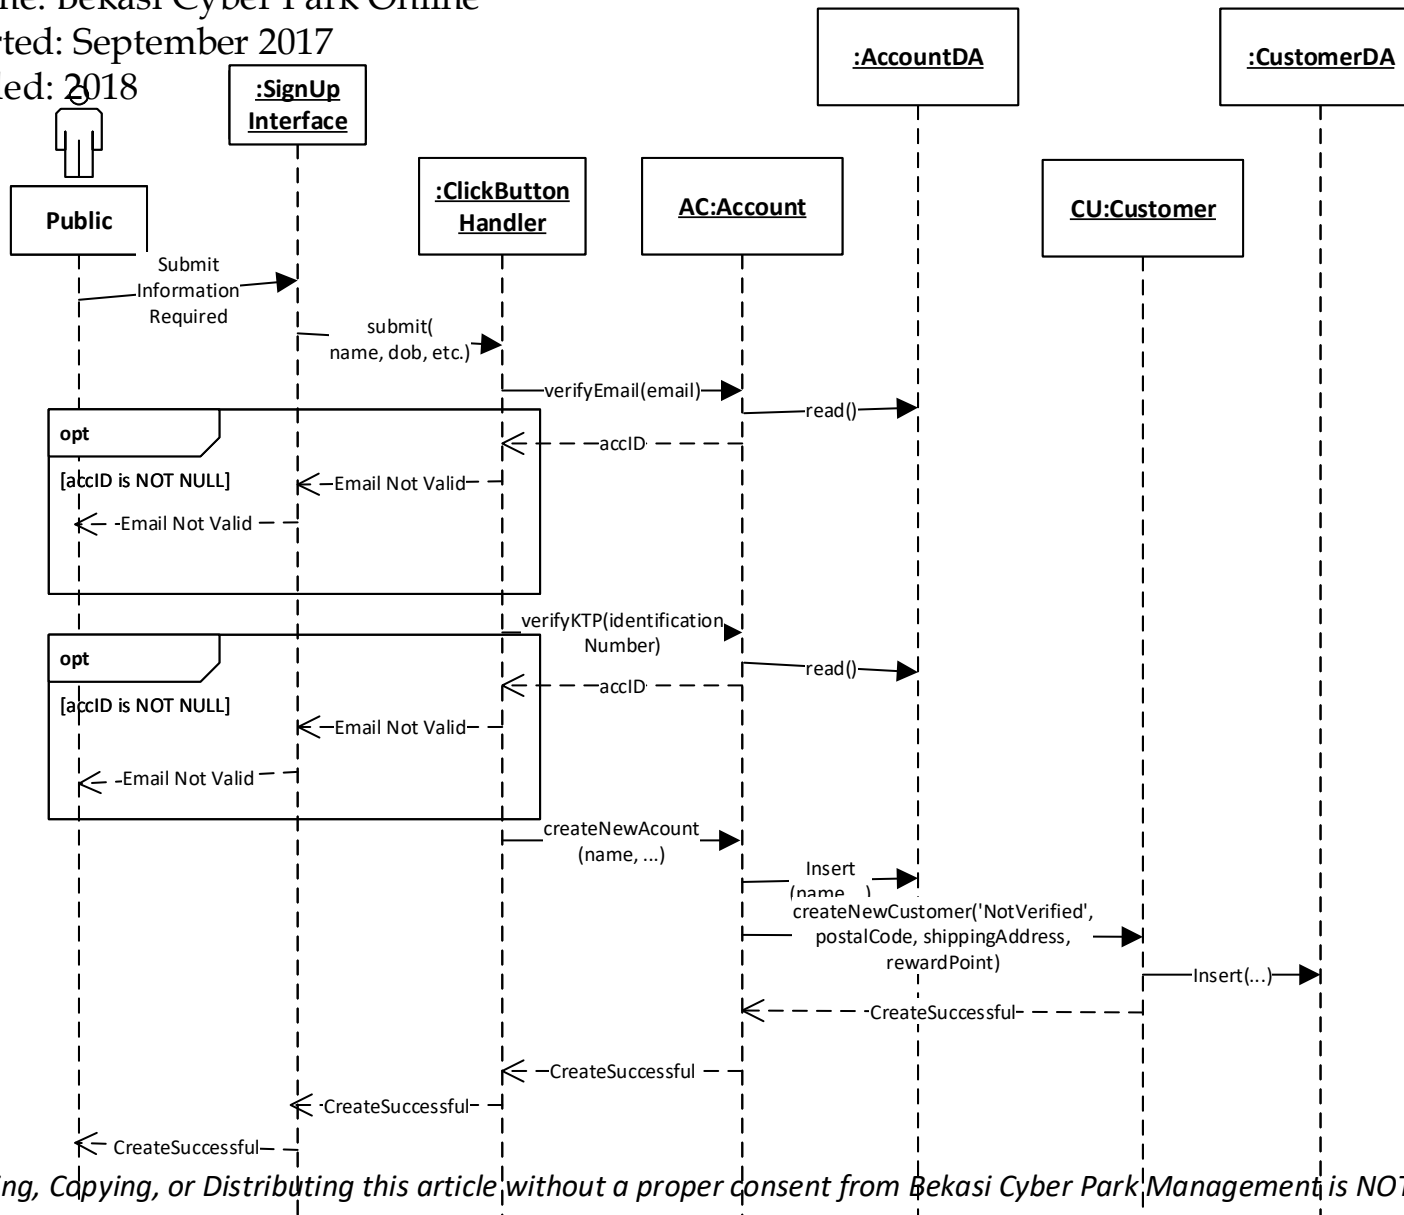 ne: Bekasi Cyber Park Online
rted: September 2017
led: 2018
:SignUp
Interface
:AccountDA
:CustomerDA
Public
:ClickButton
Handler
AC:Account
CU:Customer
Submit
Information
Required
submit(
name, dob, etc.)
verifyEmail(email)
read()
opt
accID
[accID is NOT NULL]
Email Not Valid
Email Not Valid
verifyKTP(identification
Number)
opt
read()
accID
[accID is NOT NULL]
Email Not Valid
Email Not Valid
createNewAcount
(name, ...)
Insert
(name...)
createNewCustomer('NotVerified',
postalCode, shippingAddress,
rewardPoint)
Insert(...)
CreateSuccessful
CreateSuccessful
CreateSuccessful
CreateSuccessful
ing, Copying, or Distributing this article without a proper consent from Bekasi Cyber Park Management is NOT